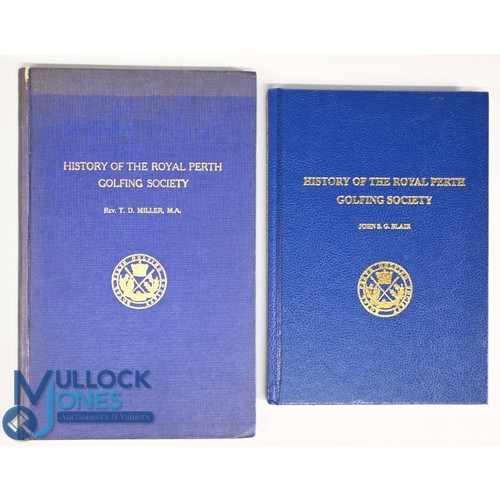 HISTORY OF THE ROYAL PERTH
GOLFING SOCIETY
REV. T. D. MILLER, M.A.
HISTORY OF THE ROYAL PERTH
GOLFING SOCIETY
JOHN S. G. BLAIR
MULLOCK
JONES
Auctioneers & Valuers